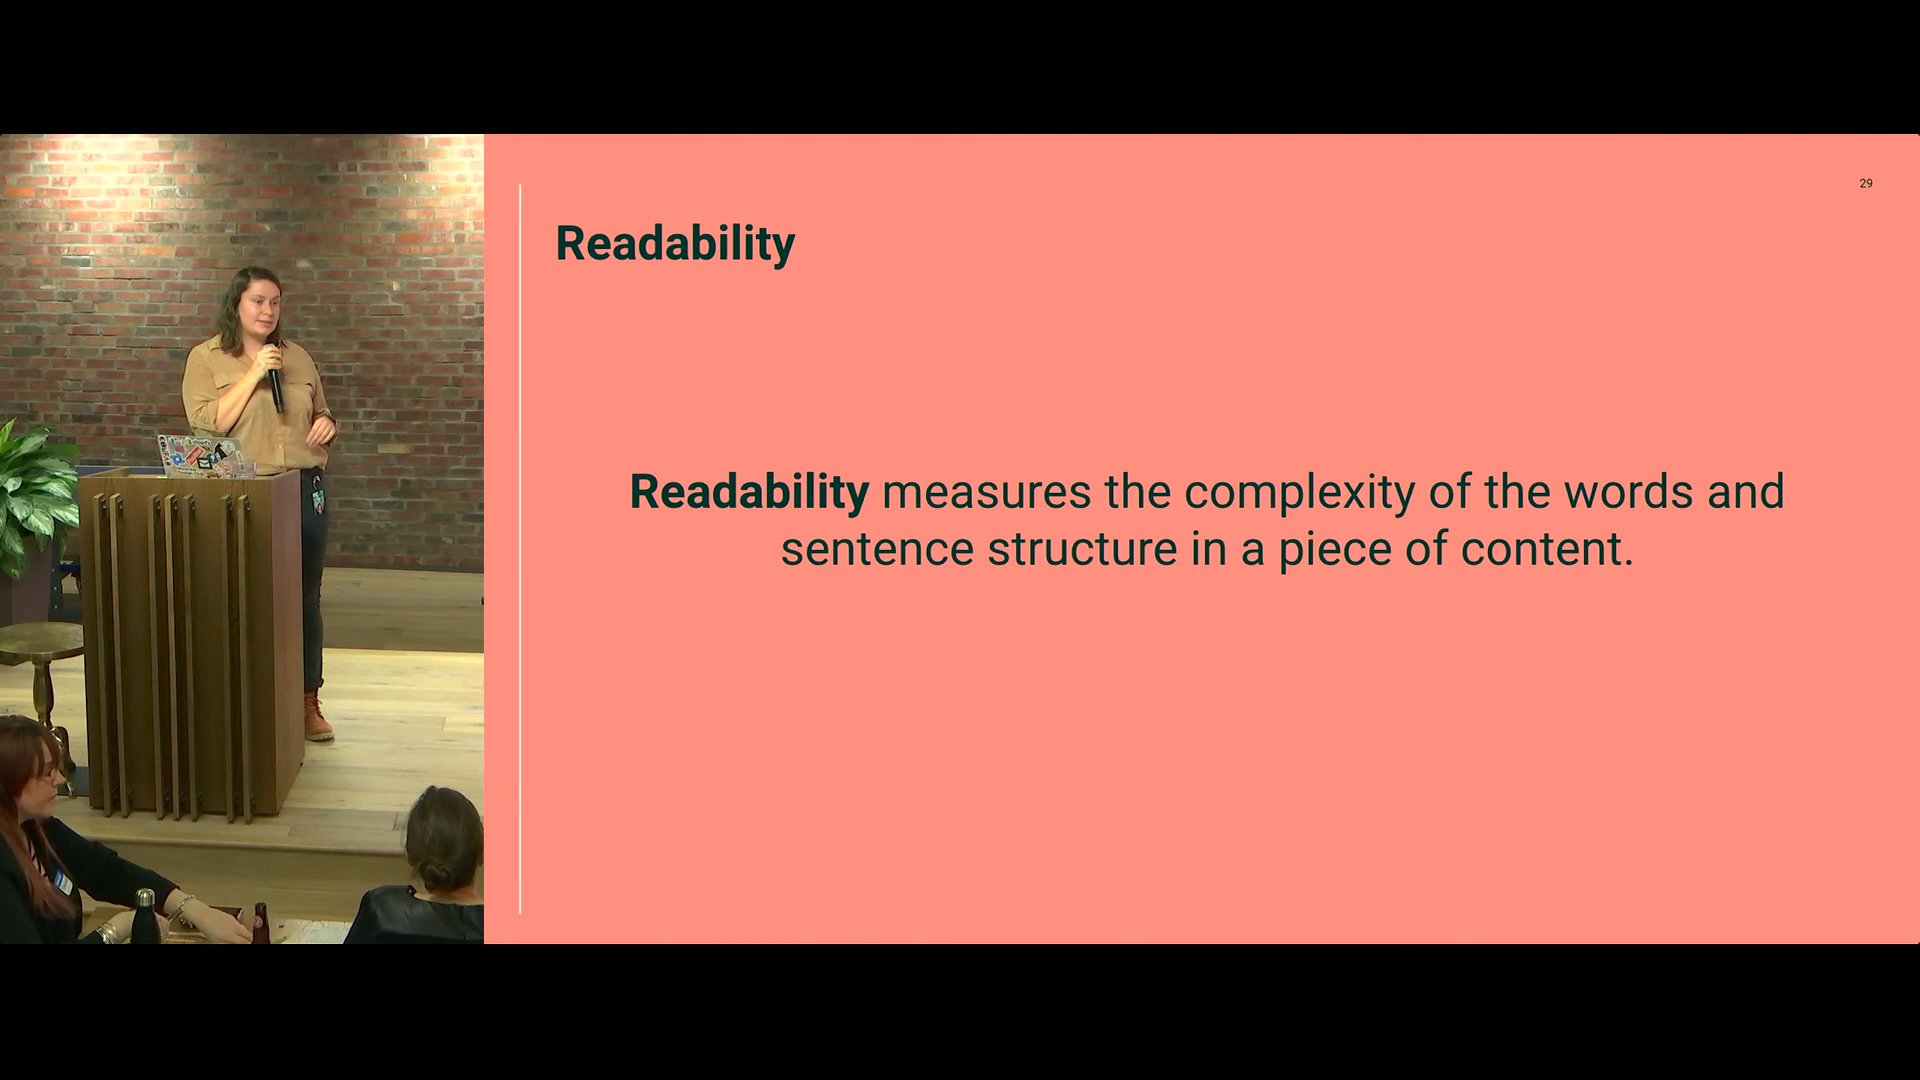 29
Readability
Readability measures the complexity of the words and
sentence structure in a piece of content.